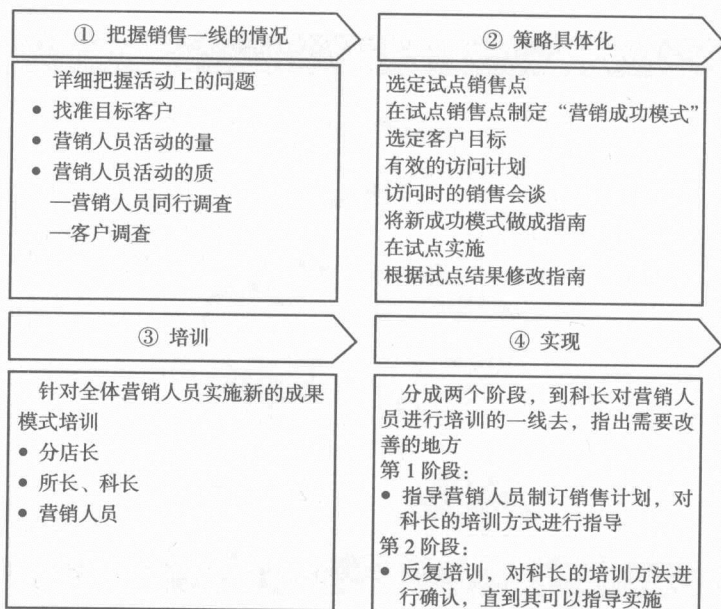 ① 把握销售一线的情况
详细把握活动上的问题
● 找准目标客户
● 营销人员活动的量
● 营销人员活动的质
—营销人员同行调查
—客户调查
② 策略具体化
选定试点销售点
在试点销售点制定“营销成功模式”
选定客户目标
有效的访问计划
访问时的销售会谈
将新成功模式做成指南
在试点实施
根据试点结果修改指南
③ 培训
针对全体营销人员实施新的成果
模式培训
● 分店长
● 所长、科长
● 营销人员
④ 实现
分成两个阶段，到科长对营销人
员进行培训的一线去，指出需要改
善的地方
第1阶段：
● 指导营销人员制订销售计划，对
科长的培训方式进行指导
第2阶段：
● 反复培训，对科长的培训方法进
行确认，直到其可以指导实施